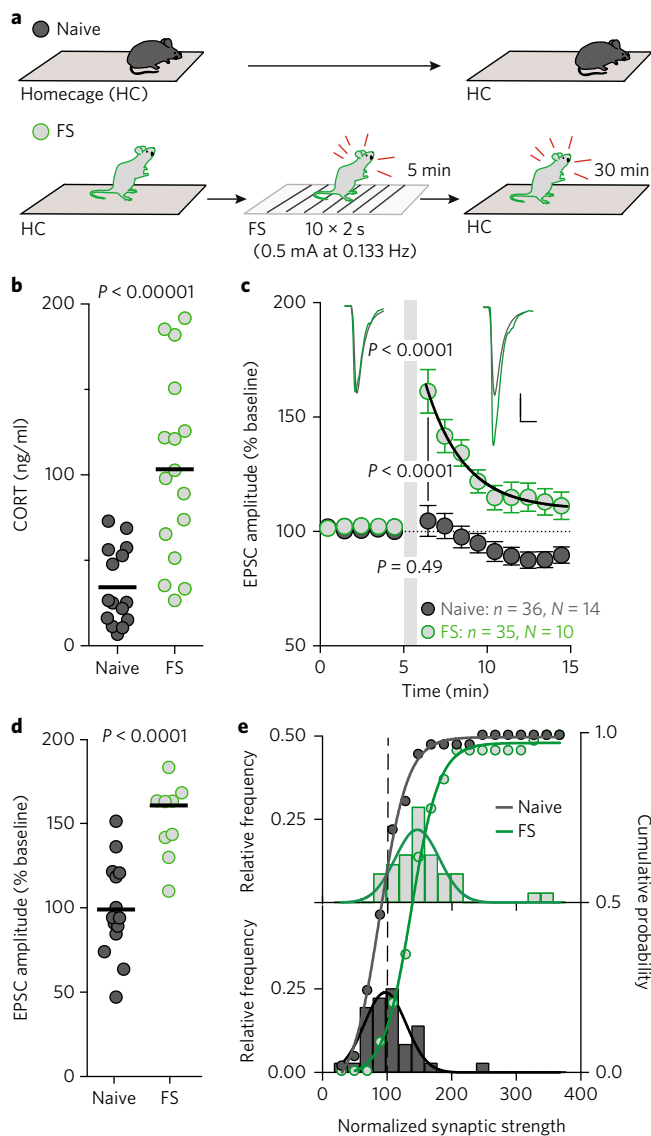 a
Naive
Homecage (HC)
HC
FS
5 min
30 min
HC
FS 10 × 2 s
(0.5 mA at 0.133 Hz)
HC
b
P < 0.00001
200
100
0
CORT (ng/ml)
Naive
FS
c
200
150
100
50
EPSC amplitude (% baseline)
P < 0.0001
P < 0.0001
P = 0.49
Naive: n = 36, N = 14
FS: n = 35, N = 10
0
5
10
15
Time (min)
d
P < 0.0001
200
150
100
50
0
EPSC amplitude (% baseline)
Naive
FS
e
0.50
0.25
Relative frequency
0.25
0.00
Relative frequency
Naive
FS
1.0
0.5
0.0
Cumulative probability
0
100
200
300
400
Normalized synaptic strength